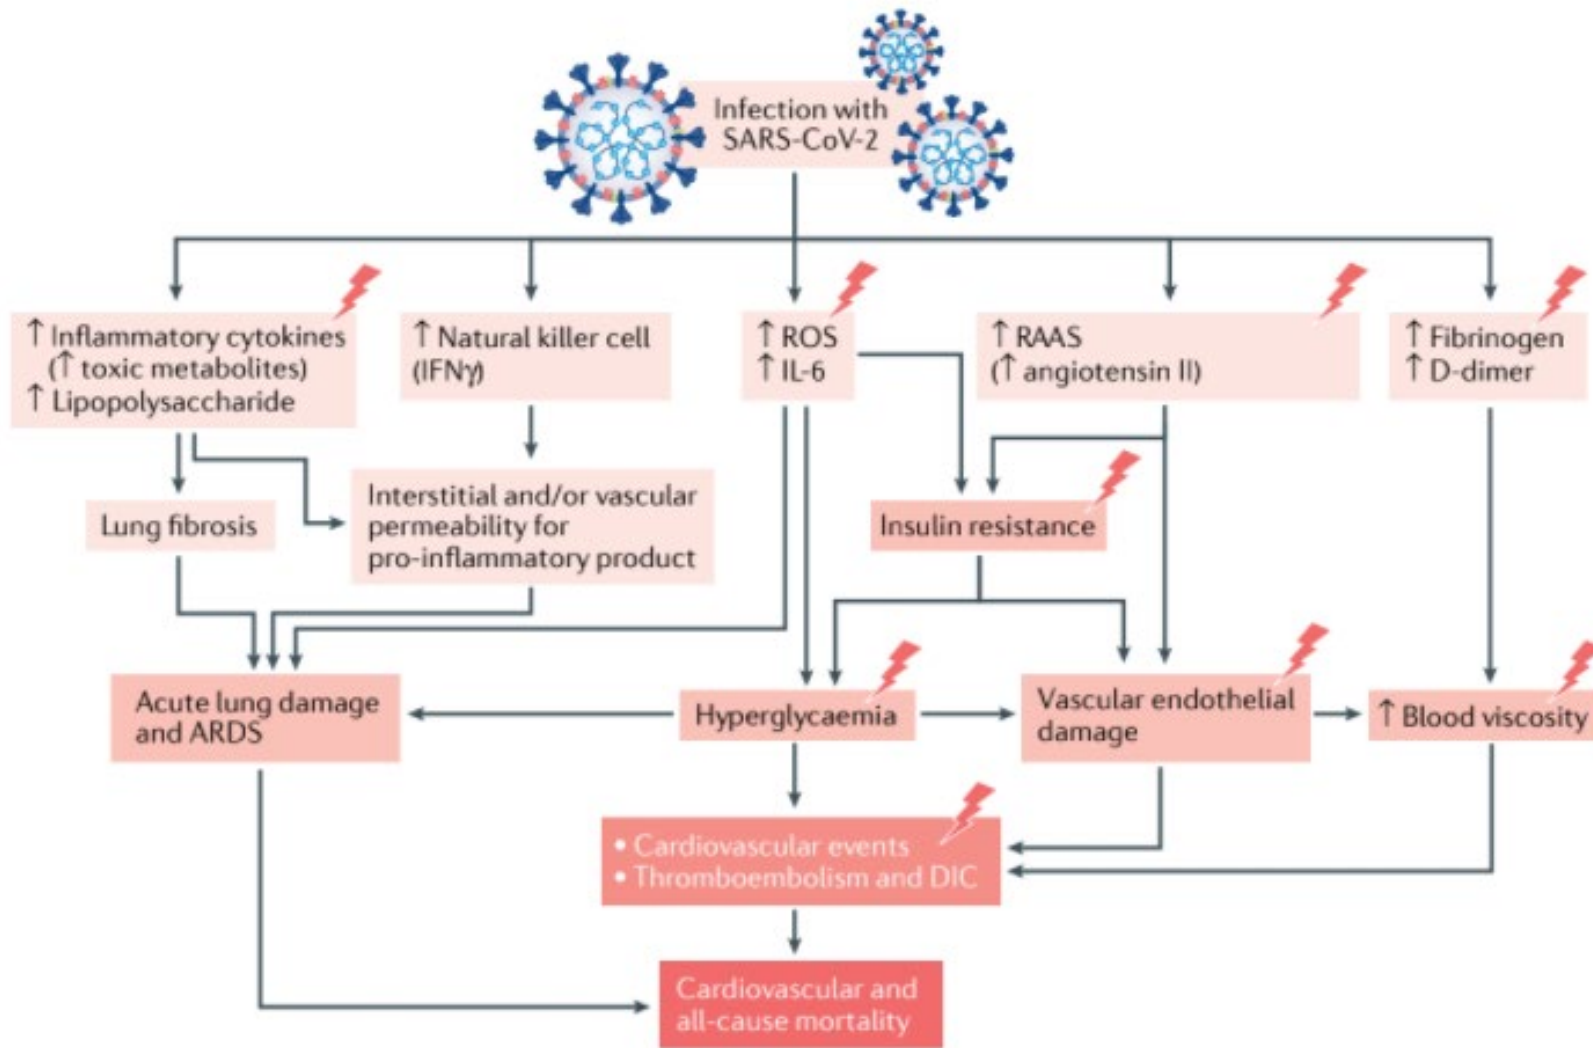 Infection with
SARS-CoV-2
↑ Inflammatory cytokines
(↑ toxic metabolites)
↑ Lipopolysaccharide
↑ Natural killer cell
(IFNγ)
↑ ROS
↑ IL-6
↑ RAAS
(↑ angiotensin II)
↑ Fibrinogen
↑ D-dimer
Lung fibrosis
Interstitial and/or vascular
permeability for
pro-inflammatory product
Insulin resistance
Acute lung damage
and ARDS
Hyperglycaemia
Vascular endothelial
damage
↑ Blood viscosity
• Cardiovascular events
• Thromboembolism and DIC
Cardiovascular and
all-cause mortality